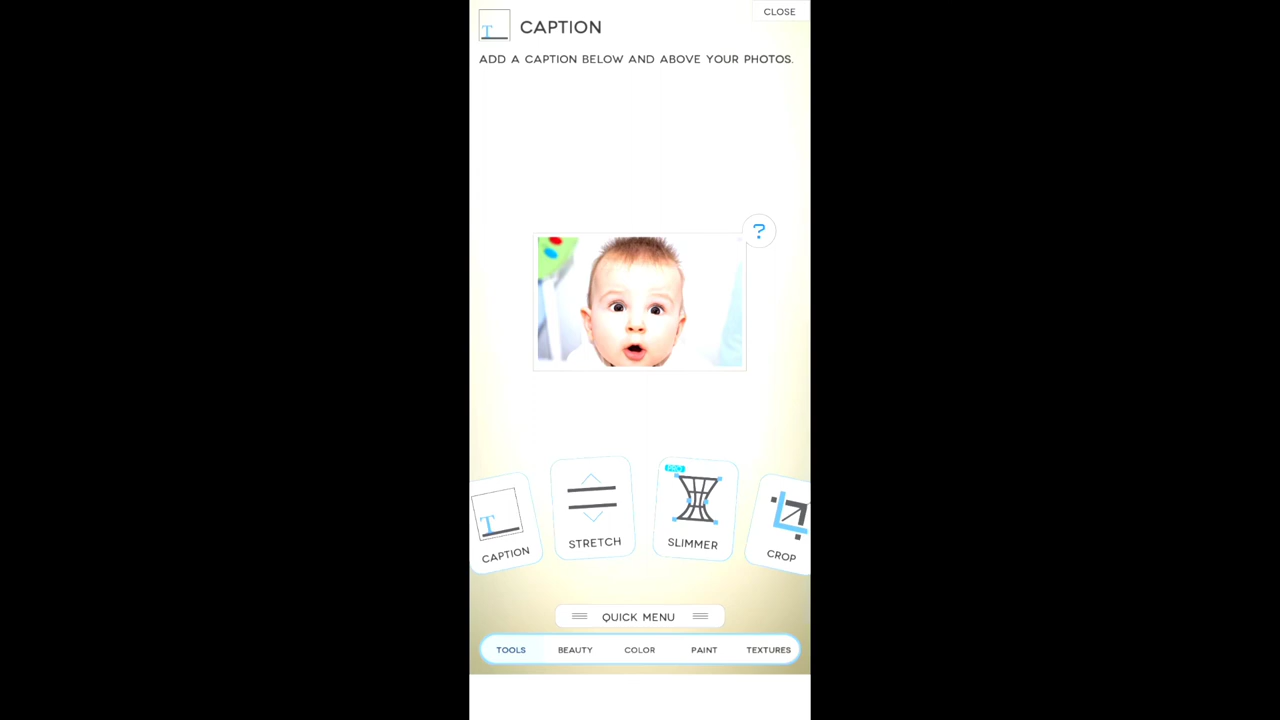 CLOSE
T CAPTION
ADD A CAPTION BELOW AND ABOVE YOUR PHOTOS.
?
PRO
T
CAPTION
STRETCH
SLIMMER
CROP
QUICK MENU
TOOLS BEAUTY COLOR PAINT TEXTURES